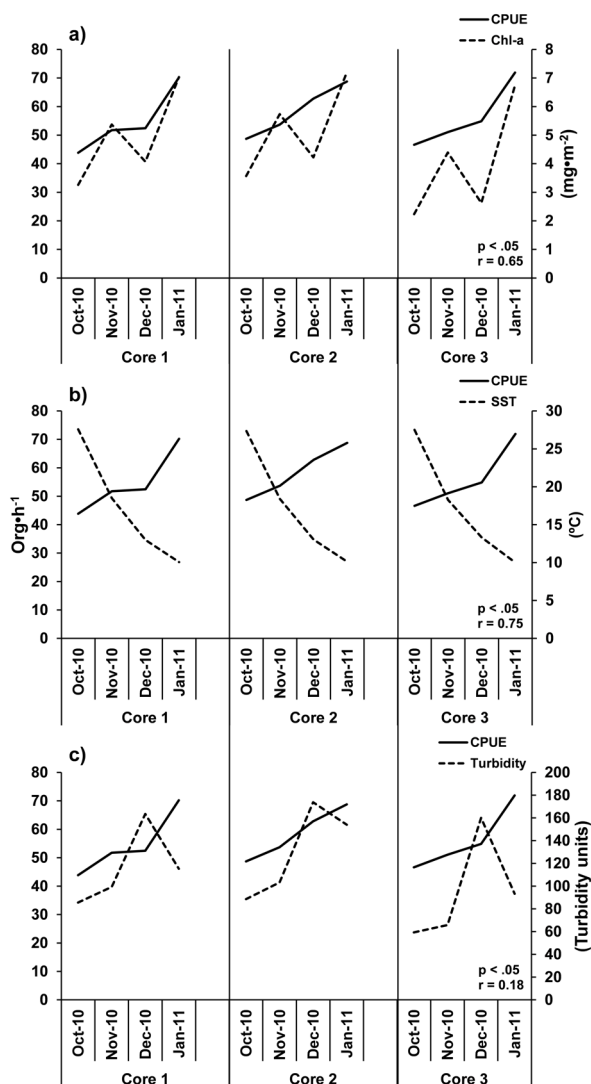 a)
CPUE
Chl-a
80
70
60
50
40
30
20
10
0
8
7
6
5
4
3
2
1
0
(mg•m-2)
p < .05
r = 0.65
Oct-10 Nov-10 Dec-10 Jan-11 Oct-10 Nov-10 Dec-10 Jan-11 Oct-10 Nov-10 Dec-10 Jan-11
Core 1 Core 2 Core 3
b)
CPUE
SST
80
70
60
50
40
30
20
10
0
Org•h-1
30
25
20
15
10
5
0
(ºC)
p < .05
r = 0.75
Oct-10 Nov-10 Dec-10 Jan-11 Oct-10 Nov-10 Dec-10 Jan-11 Oct-10 Nov-10 Dec-10 Jan-11
Core 1 Core 2 Core 3
c)
CPUE
Turbidity
80
70
60
50
40
30
20
10
0
200
180
160
140
120
100
80
60
40
20
0
(Turbidity units)
p < .05
r = 0.18
Oct-10 Nov-10 Dec-10 Jan-11 Oct-10 Nov-10 Dec-10 Jan-11 Oct-10 Nov-10 Dec-10 Jan-11
Core 1 Core 2 Core 3